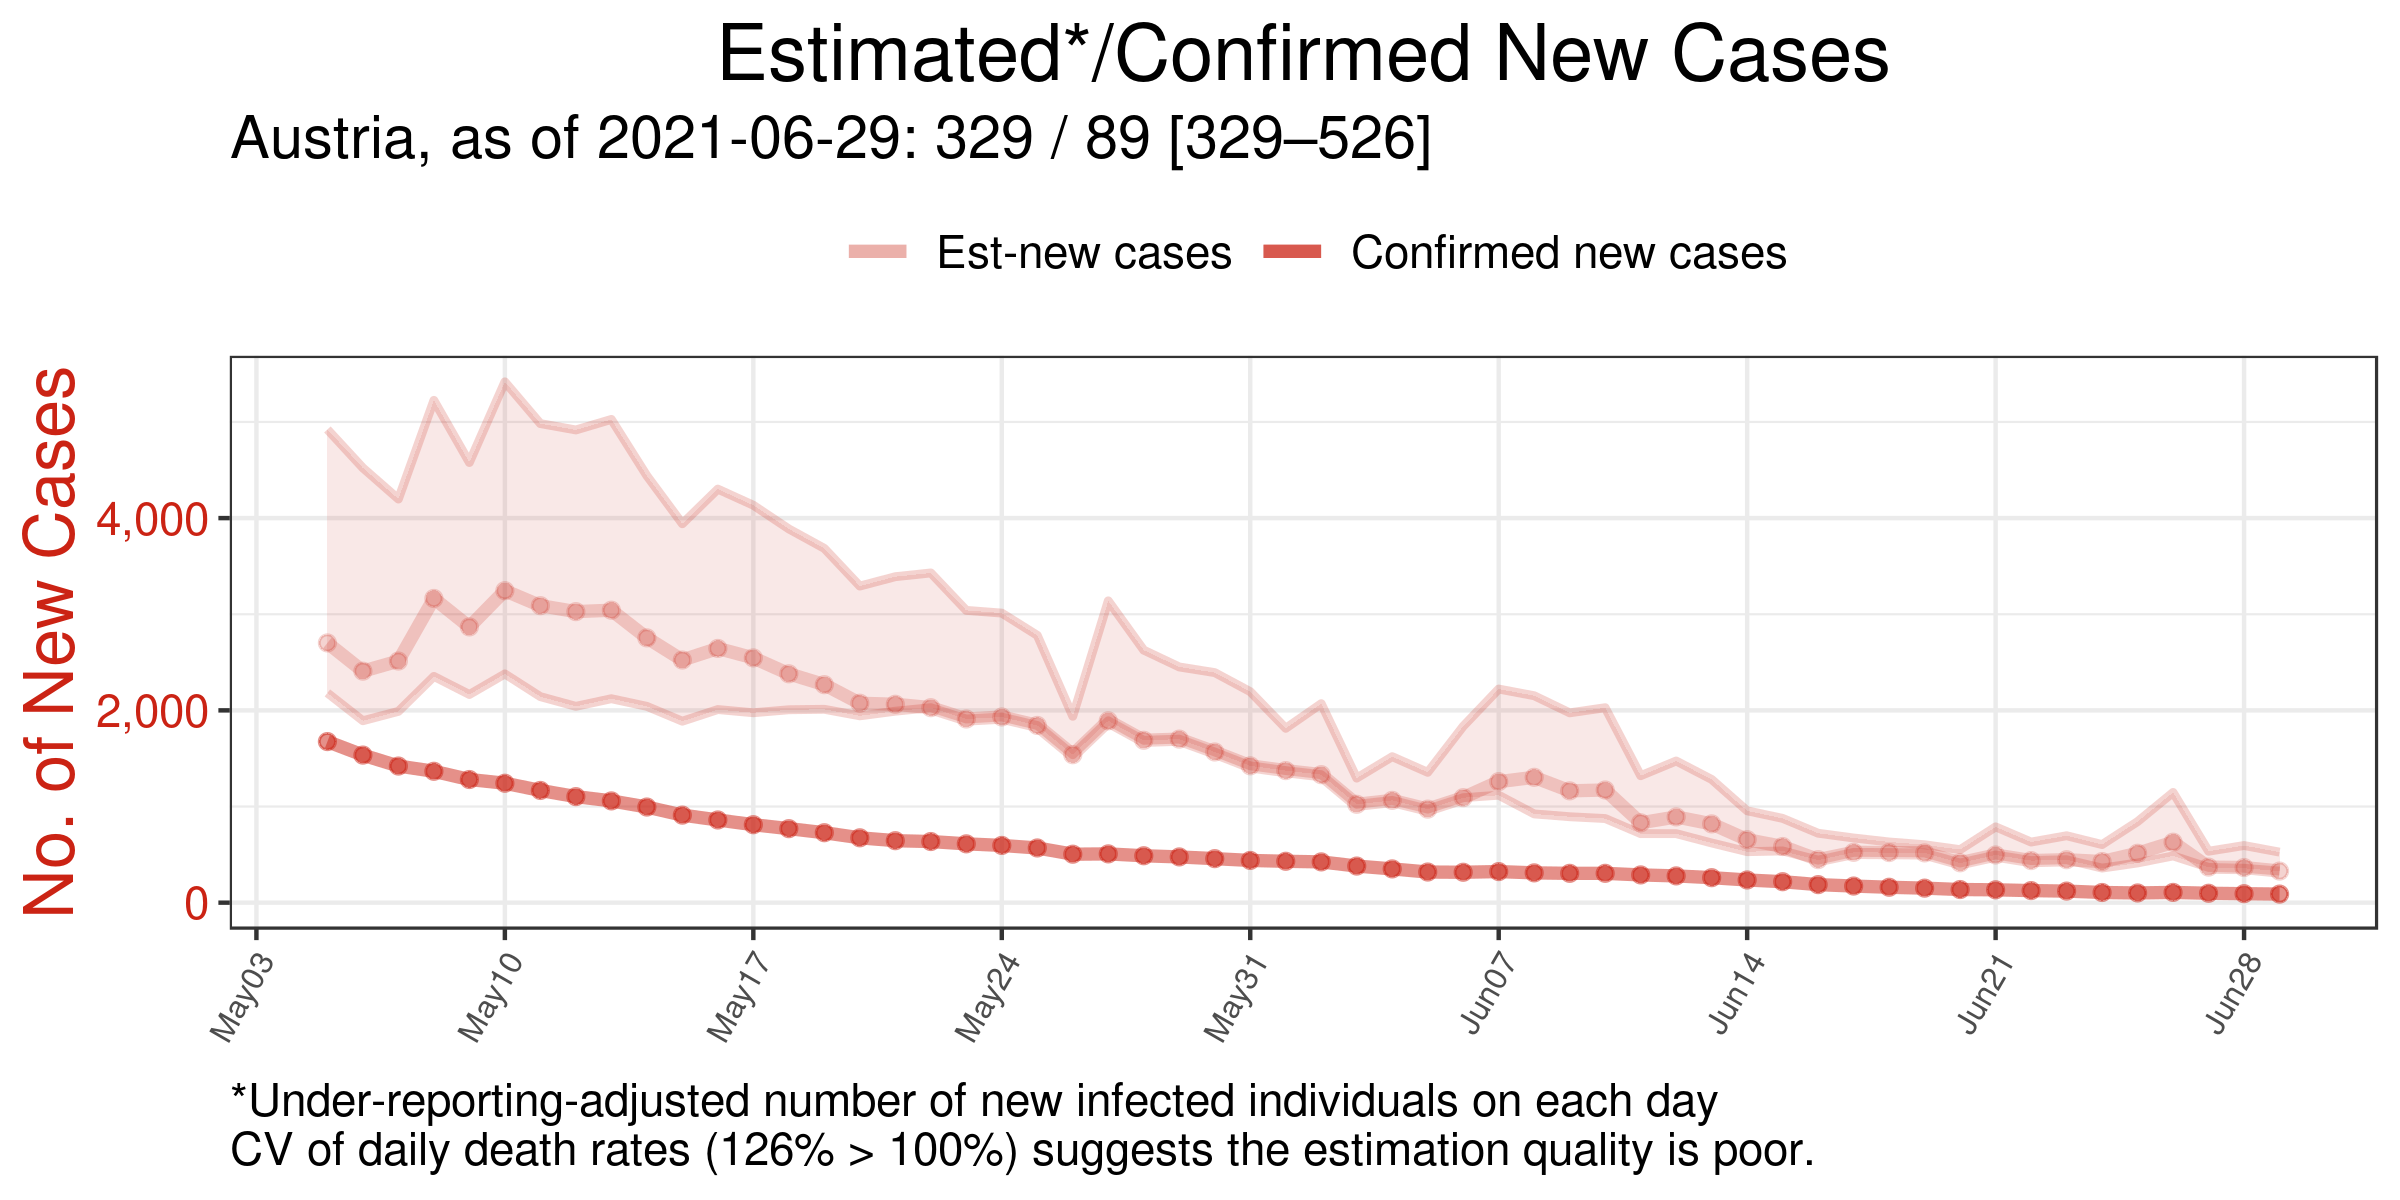 Estimated*/Confirmed New Cases
Austria, as of 2021-06-29: 329 / 89 [329–526]
Est-new cases
Confirmed new cases
No. of New Cases
4,000
2,000
0
May03
May10
May17
May24
May31
Jun07
Jun14
Jun21
Jun28
*Under-reporting-adjusted number of new infected individuals on each day
CV of daily death rates (126% > 100%) suggests the estimation quality is poor.